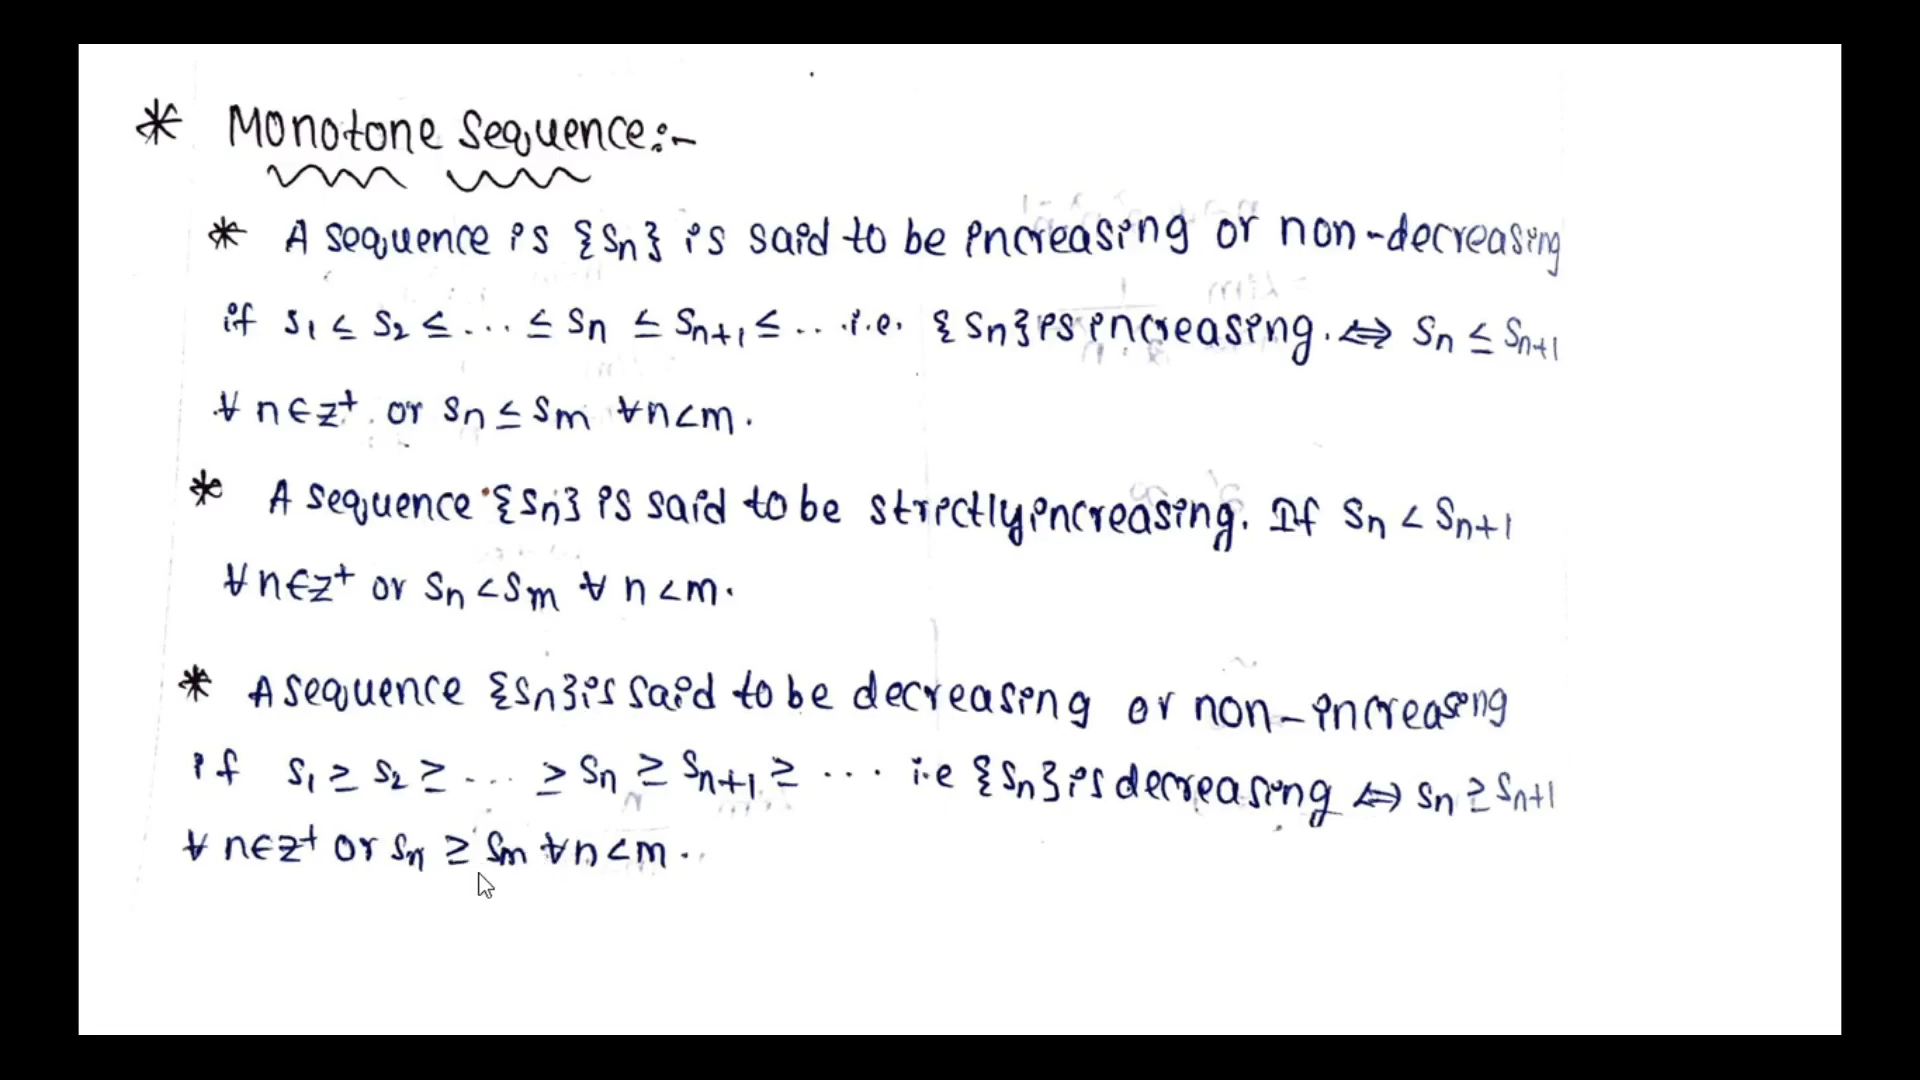 * Monotone Sequence:-
* A sequence is {Sn} is said to be increasing or non-decreasing
if S₁ ≤ S₂ ≤ ... ≤ Sn ≤ Sn+1 ≤ ... i.e. {Sn} is increasing. ⇔ Sn ≤ Sn+1
∀ n ∈ z⁺ or Sn ≤ Sm ∀ n < m.
* A sequence {Sn} is said to be strictly increasing. If Sn < Sn+1
∀ n ∈ z⁺ or Sn < Sm ∀ n < m.
* A sequence {Sn} is said to be decreasing or non-increasing
if S₁ ≥ S₂ ≥ ... ≥ Sn ≥ Sn+1 ≥ ... i.e {Sn} is decreasing ⇔ Sn ≥ Sn+1
∀ n ∈ z⁺ or Sn ≥ Sm ∀ n < m.